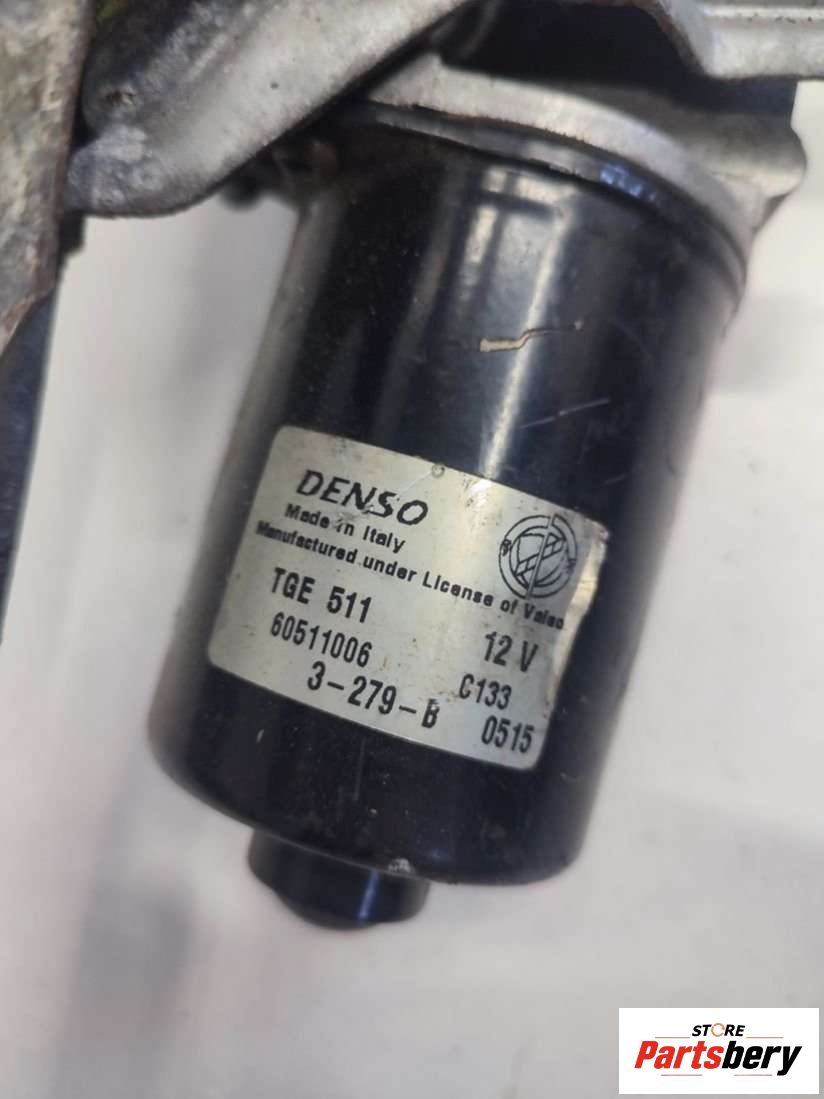 DENSO
Made in Italy
Manufactured under License of Valeo
TGE 511
12 V
60511006
C133
3-279-B
0515
STORE
Partsbery